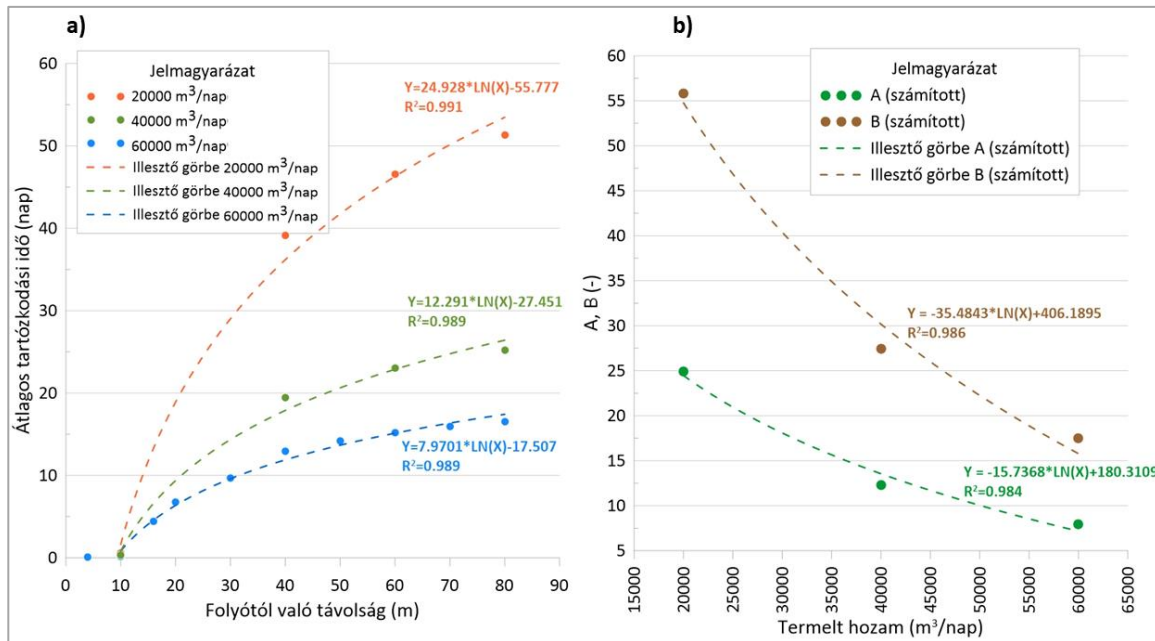 a)
60
50
40
30
20
10
0
Átlagos tartózkodási idő (nap)
Jelmagyarázat
20000 m³/nap
40000 m³/nap
60000 m³/nap
Illesztő görbe 20000 m³/nap
Illesztő görbe 40000 m³/nap
Illesztő görbe 60000 m³/nap
Y=24.928*LN(X)-55.777
R²=0.991
Y=12.291*LN(X)-27.451
R²=0.989
Y=7.9701*LN(X)-17.507
R²=0.989
0 10 20 30 40 50 60 70 80 90
Folyótól való távolság (m)
b)
60
55
50
45
40
35
30
25
20
15
10
5
A, B (-)
Jelmagyarázat
A (számított)
B (számított)
Illesztő görbe A (számított)
Illesztő görbe B (számított)
Y = -35.4843*LN(X)+406.1895
R²=0.986
Y = -15.7368*LN(X)+180.3109
R²=0.984
15000
20000
25000
30000
35000
40000
45000
50000
55000
60000
65000
Termelt hozam (m³/nap)